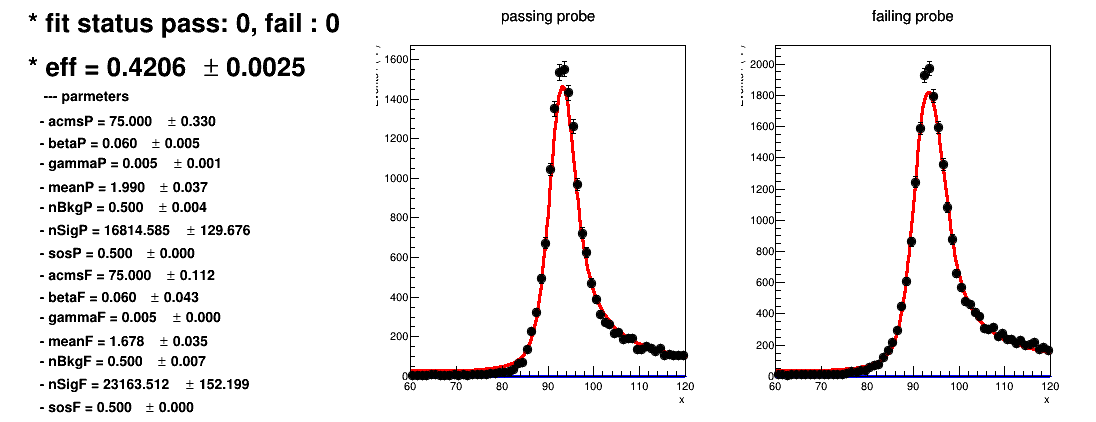 * fit status pass: 0, fail : 0
* eff = 0.4206 ± 0.0025
--- parmeters
- acmsP = 75.000 ± 0.330
- betaP = 0.060 ± 0.005
- gammaP = 0.005 ± 0.001
- meanP = 1.990 ± 0.037
- nBkgP = 0.500 ± 0.004
- nSigP = 16814.585 ± 129.676
- sosP = 0.500 ± 0.000
- acmsF = 75.000 ± 0.112
- betaF = 0.060 ± 0.043
- gammaF = 0.005 ± 0.000
- meanF = 1.678 ± 0.035
- nBkgF = 0.500 ± 0.007
- nSigF = 23163.512 ± 152.199
- sosF = 0.500 ± 0.000
passing probe
1600
1400
1200
1000
800
600
400
200
0
60 70 80 90 100 110 120
x
failing probe
2000
1800
1600
1400
1200
1000
800
600
400
200
0
60 70 80 90 100 110 120
x